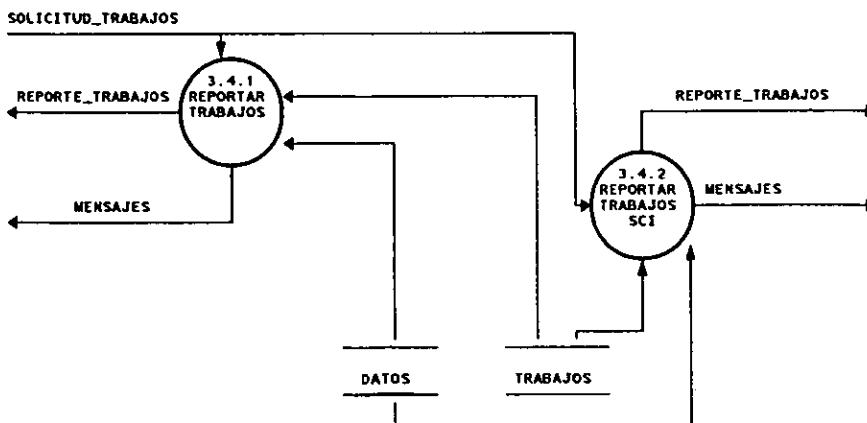 SOLICITUD_TRABAJOS
3.4.1
REPORTAR
TRABAJOS
REPORTE_TRABAJOS
MENSAJES
REPORTE_TRABAJOS
3.4.2
REPORTAR
TRABAJOS
SCI
MENSAJES
DATOS
TRABAJOS